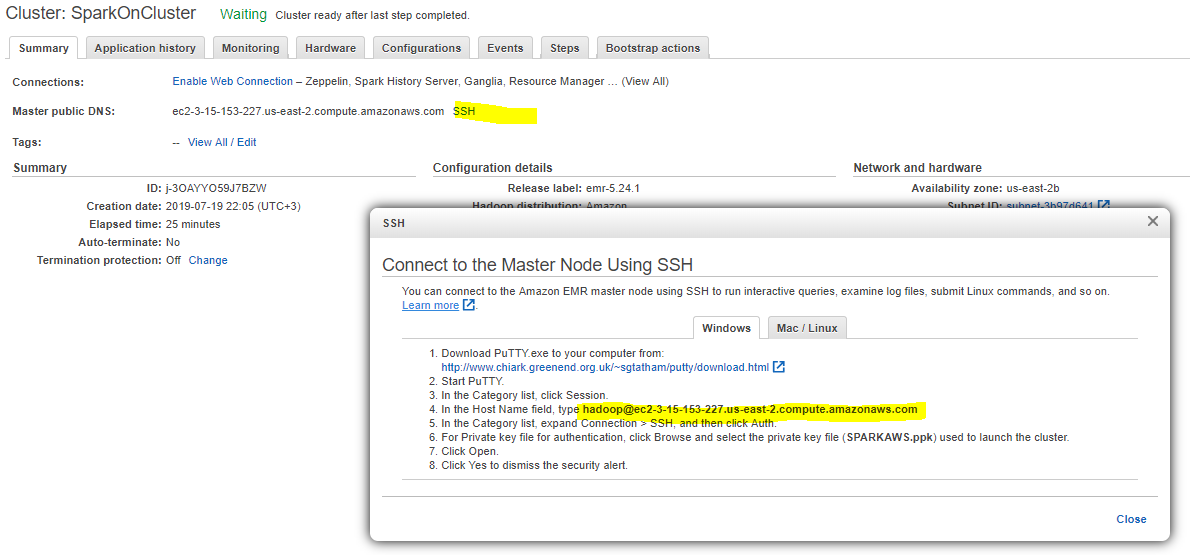 Cluster: SparkOnCluster Waiting Cluster ready after last step completed.
Summary Application history Monitoring Hardware Configurations Events Steps Bootstrap actions
Connections: Enable Web Connection – Zeppelin, Spark History Server, Ganglia, Resource Manager … (View All)
Master public DNS: ec2-3-15-153-227.us-east-2.compute.amazonaws.com SSH
Tags: -- View All / Edit
Summary Configuration details Network and hardware
ID: j-3OAYYO59J7BZW Release label: emr-5.24.1 Availability zone: us-east-2b
Creation date: 2019-07-19 22:05 (UTC+3) Hadoop distribution: Amazon Subnet ID: subnet-3b97d641
Elapsed time: 25 minutes
Auto-terminate: No
Termination protection: Off Change
SSH
Connect to the Master Node Using SSH
You can connect to the Amazon EMR master node using SSH to run interactive queries, examine log files, submit Linux commands, and so on.
Learn more .
Windows Mac / Linux
1. Download PuTTY.exe to your computer from:
http://www.chiark.greenend.org.uk/~sgtatham/putty/download.html
2. Start PuTTY.
3. In the Category list, click Session.
4. In the Host Name field, type hadoop@ec2-3-15-153-227.us-east-2.compute.amazonaws.com
5. In the Category list, expand Connection > SSH, and then click Auth.
6. For Private key file for authentication, click Browse and select the private key file (SPARKAWS.ppk) used to launch the cluster.
7. Click Open.
8. Click Yes to dismiss the security alert.
Close